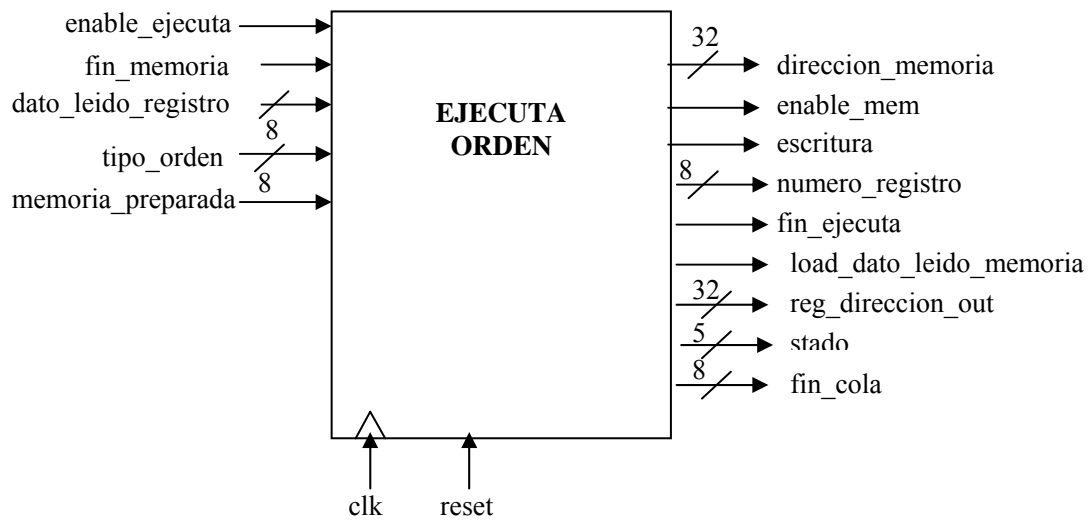 enable_ejecuta
fin_memoria
dato_leido_registro
8
tipo_orden
8
memoria_preparada
EJECUTA
ORDEN
32
direccion_memoria
enable_mem
escritura
8
numero_registro
fin_ejecuta
load_dato_leido_memoria
32
reg_direccion_out
5
stado
8
fin_cola
clk
reset